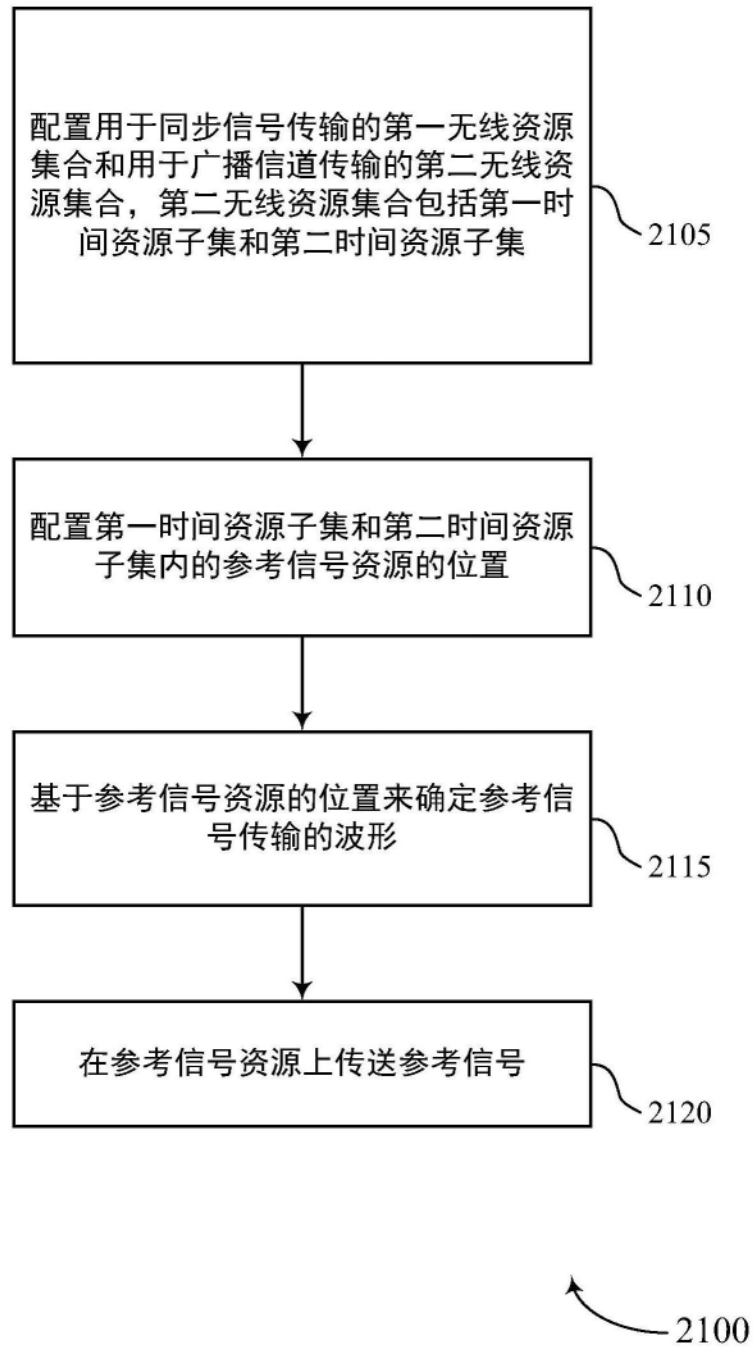 配置用于同步信号传输的第一无线资源
集合和用于广播信道传输的第二无线资
源集合，第二无线资源集合包括第一时
间资源子集和第二时间资源子集
2105
配置第一时间资源子集和第二时间资源
子集内的参考信号资源的位置
2110
基于参考信号资源的位置来确定参考信
号传输的波形
2115
在参考信号资源上传送参考信号
2120
2100